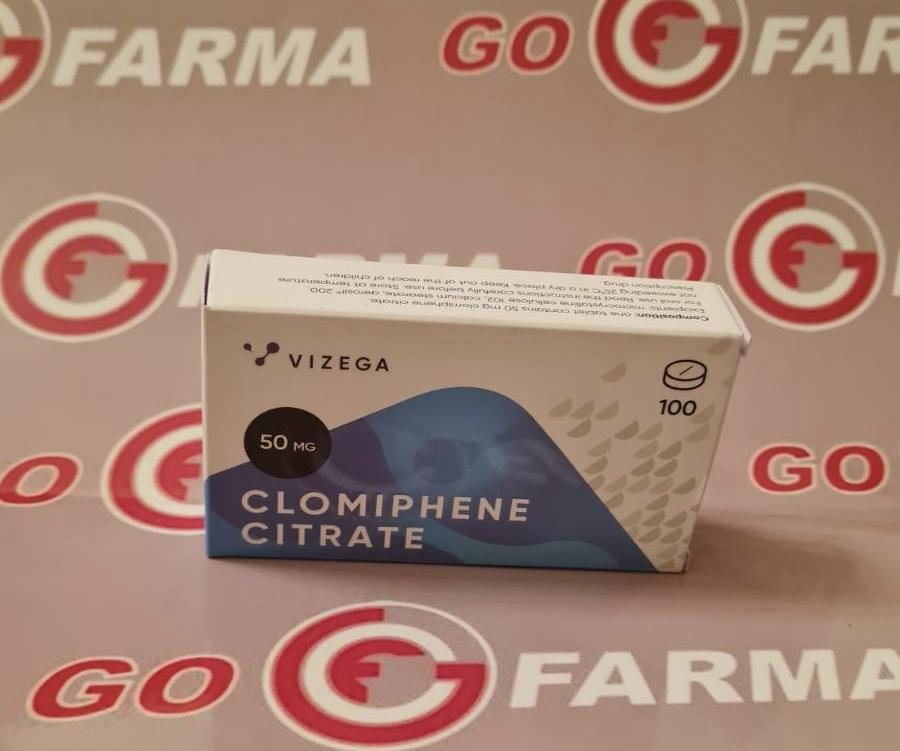 FARMA
GO FAR
GO
Composition: one tablet contains 50 mg clomiphene citrate.
Excipients: microcrystalline cellulose 102, calcium stearate, aerosil® 200.
For oral use. Read the instructions carefully before use. Store at temperature
not exceeding 25°C in a dry place, keep out of the reach of children.
Prescription drug
VIZEGA
100
50 MG
O
GO
CLOMIPHENE
CITRATE
GO FARMA